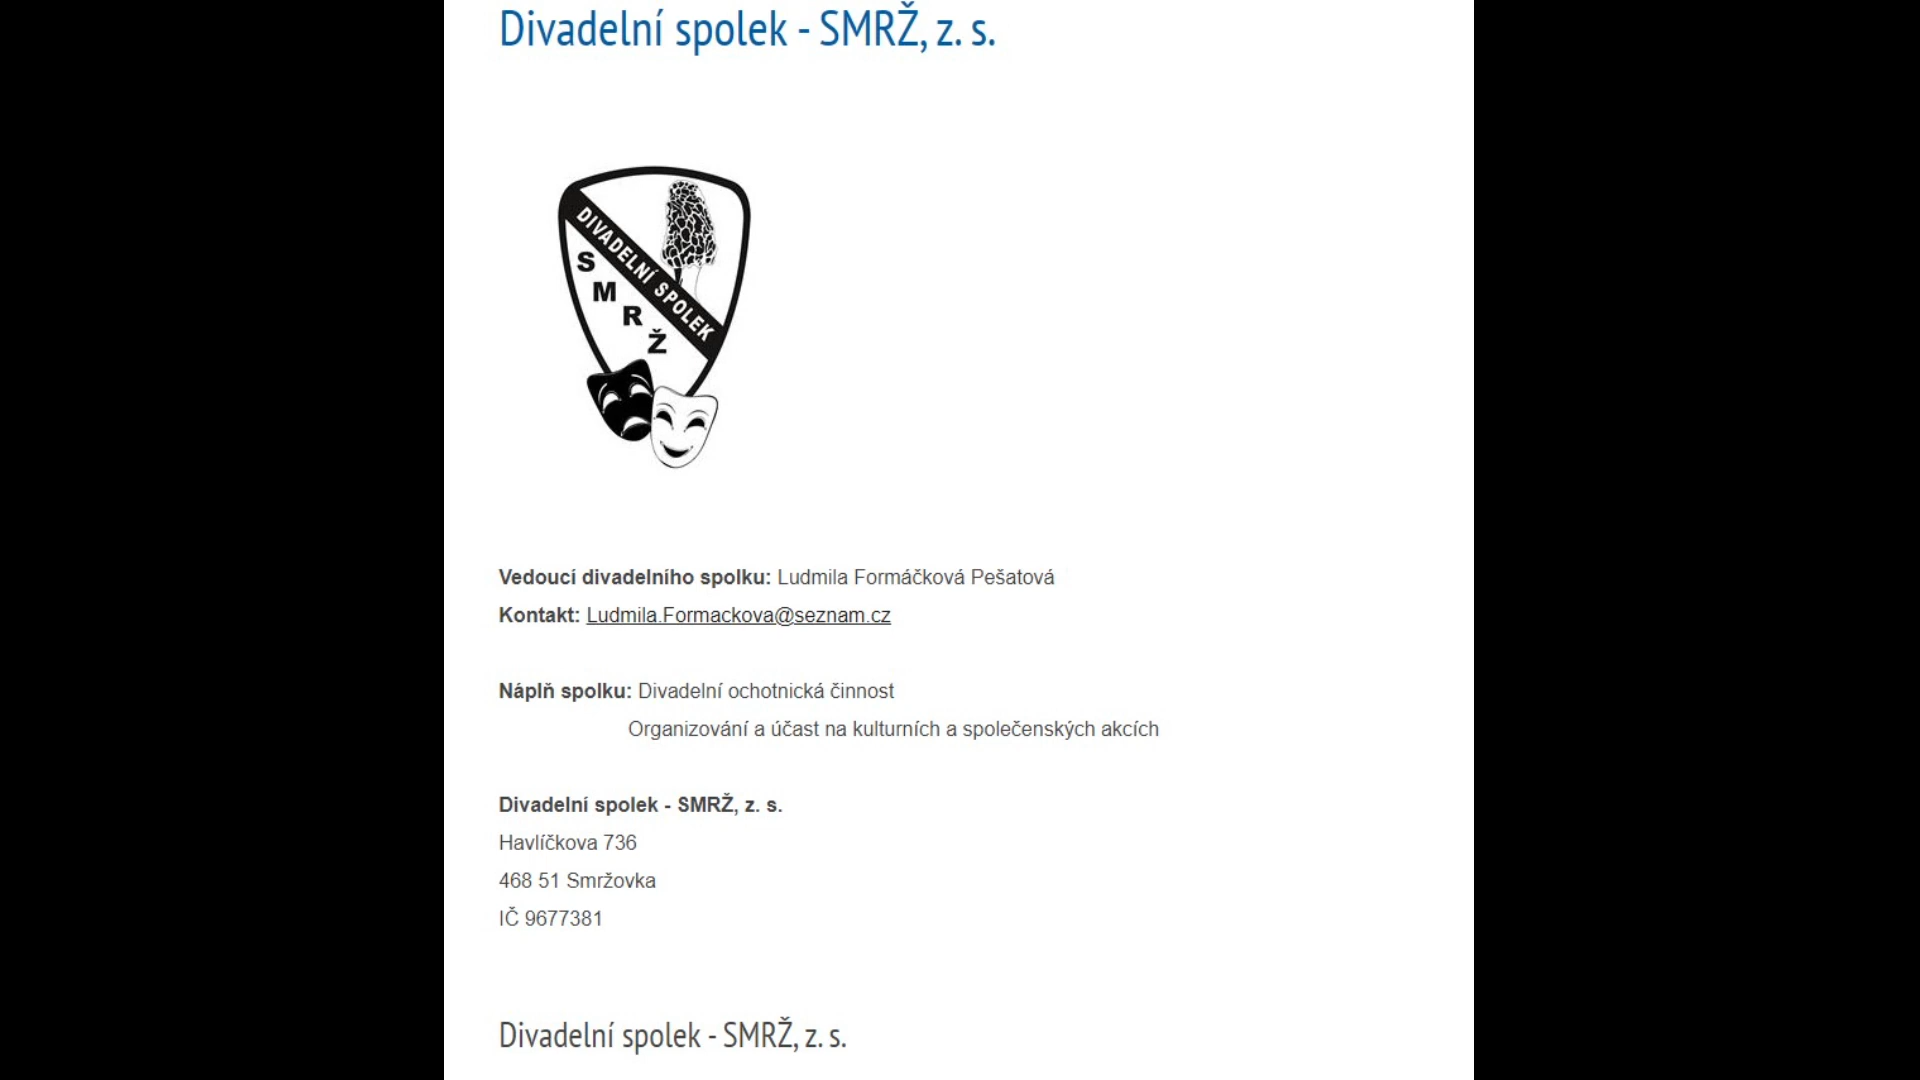 Divadelní spolek - SMRŽ, z. s.
DIVADELNÍ SPOLEK
S
M
R
Ž
Vedoucí divadelního spolku: Ludmila Formáčková Pešatová
Kontakt: Ludmila.Formackova@seznam.cz
Náplň spolku: Divadelní ochotnická činnost
Organizování a účast na kulturních a společenských akcích
Divadelní spolek - SMRŽ, z. s.
Havlíčkova 736
468 51 Smržovka
IČ 9677381
Divadelní spolek - SMRŽ, z. s.